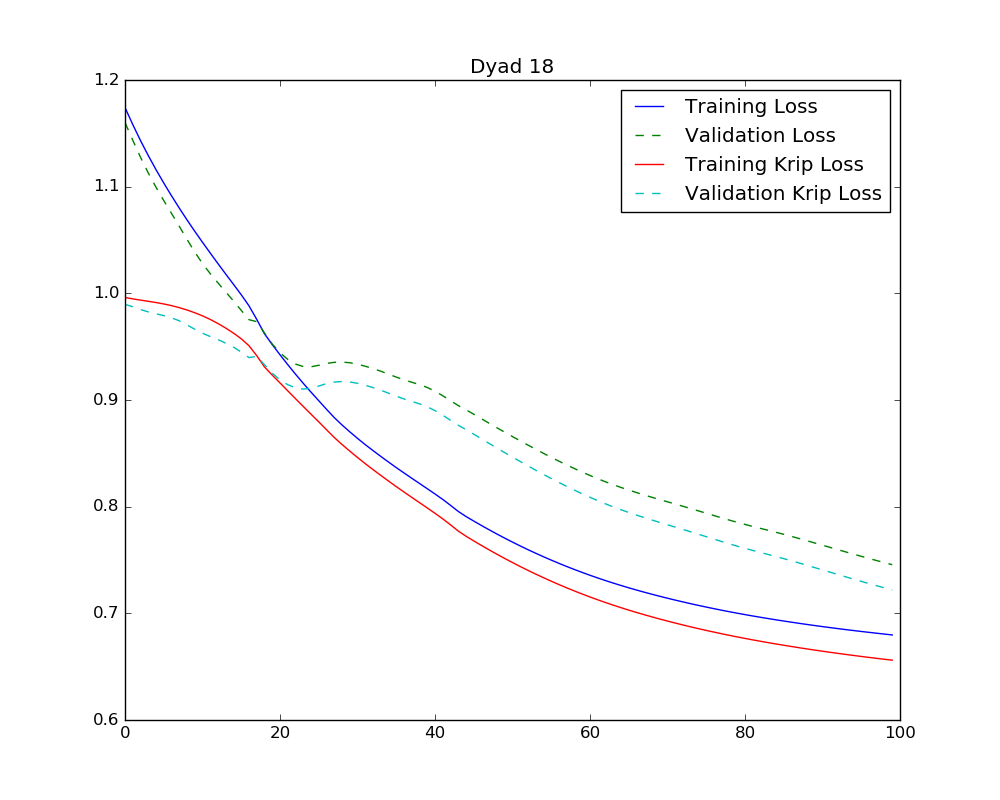 Dyad 18
1.2
1.1
1.0
0.9
0.8
0.7
0.6
0 20 40 60 80 100
Training Loss
Validation Loss
Training Krip Loss
Validation Krip Loss